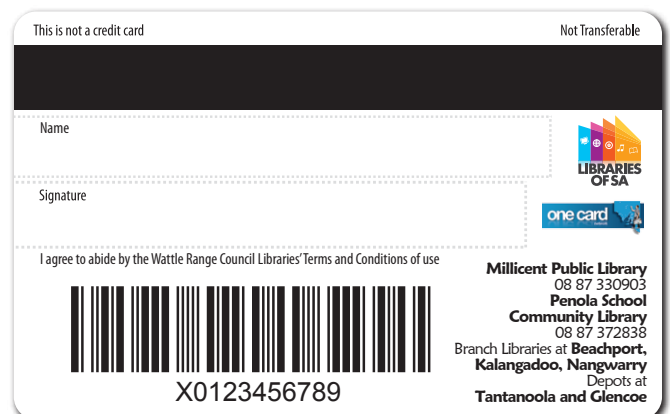 This is not a credit card
Not Transferable
Name
LIBRARIES
OF SA
Signature
one card
I agree to abide by the Wattle Range Council Libraries' Terms and Conditions of use
Millicent Public Library
08 87 330903
Penola School
Community Library
08 87 372838
Branch Libraries at Beachport,
Kalangadoo, Nangwarry
Depots at
Tantanoola and Glencoe
X0123456789